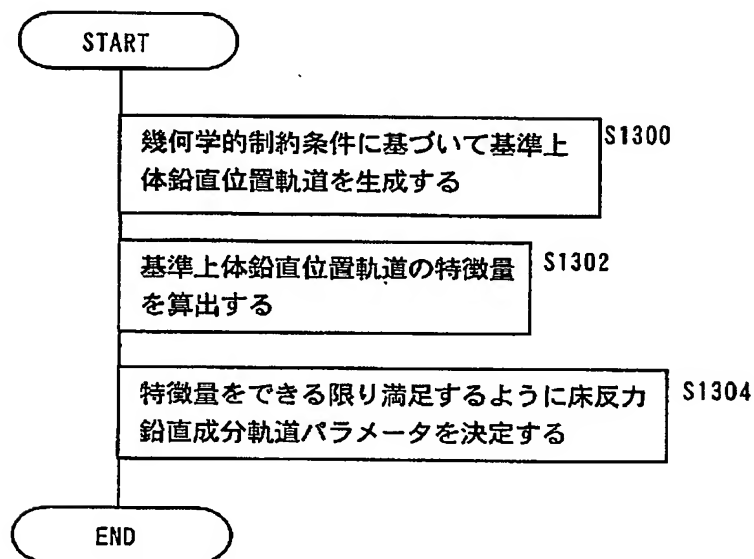 START
幾何学的制約条件に基づいて基準上
体鉛直位置軌道を生成する
S1300
基準上体鉛直位置軌道の特徴量
を算出する
S1302
特徴量をできる限り満足するように床反力
鉛直成分軌道パラメータを決定する
S1304
END